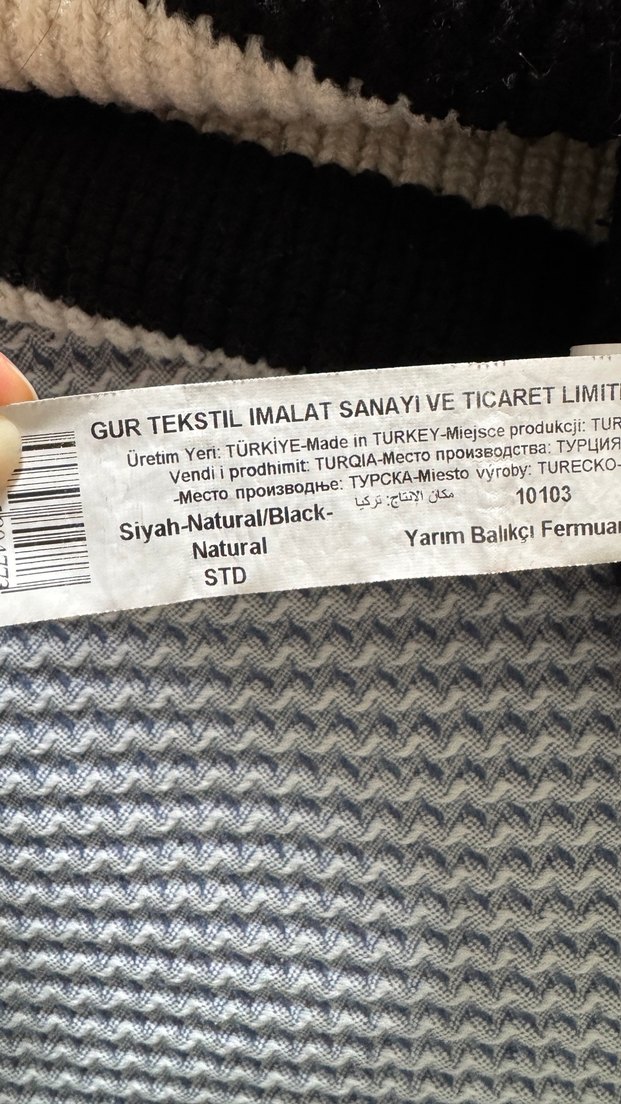 GUR TEKSTIL IMALAT SANAYİ VE TICARET LIMIT
Üretim Yeri: TÜRKİYE-Made in TURKEY-Miejsce produkcji: TUR
Vendi i prodhimit: TURQIA-Место производства: ТУРЦИЯ
-Место производње: ТУРСКА-Miesto výroby: TURECKO-
مكان الانتاج: تركيا
10103
Siyah-Natural/Black-
Natural
STD
Yarım Balıkçı Fermuar